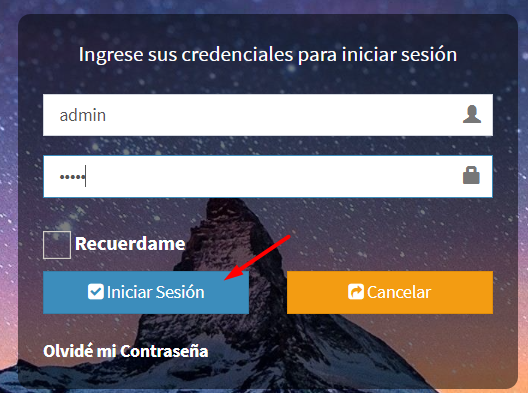 Ingrese sus credenciales para iniciar sesión
admin
•••••
Recuerdame
Iniciar Sesión
Cancelar
Olvidé mi Contraseña